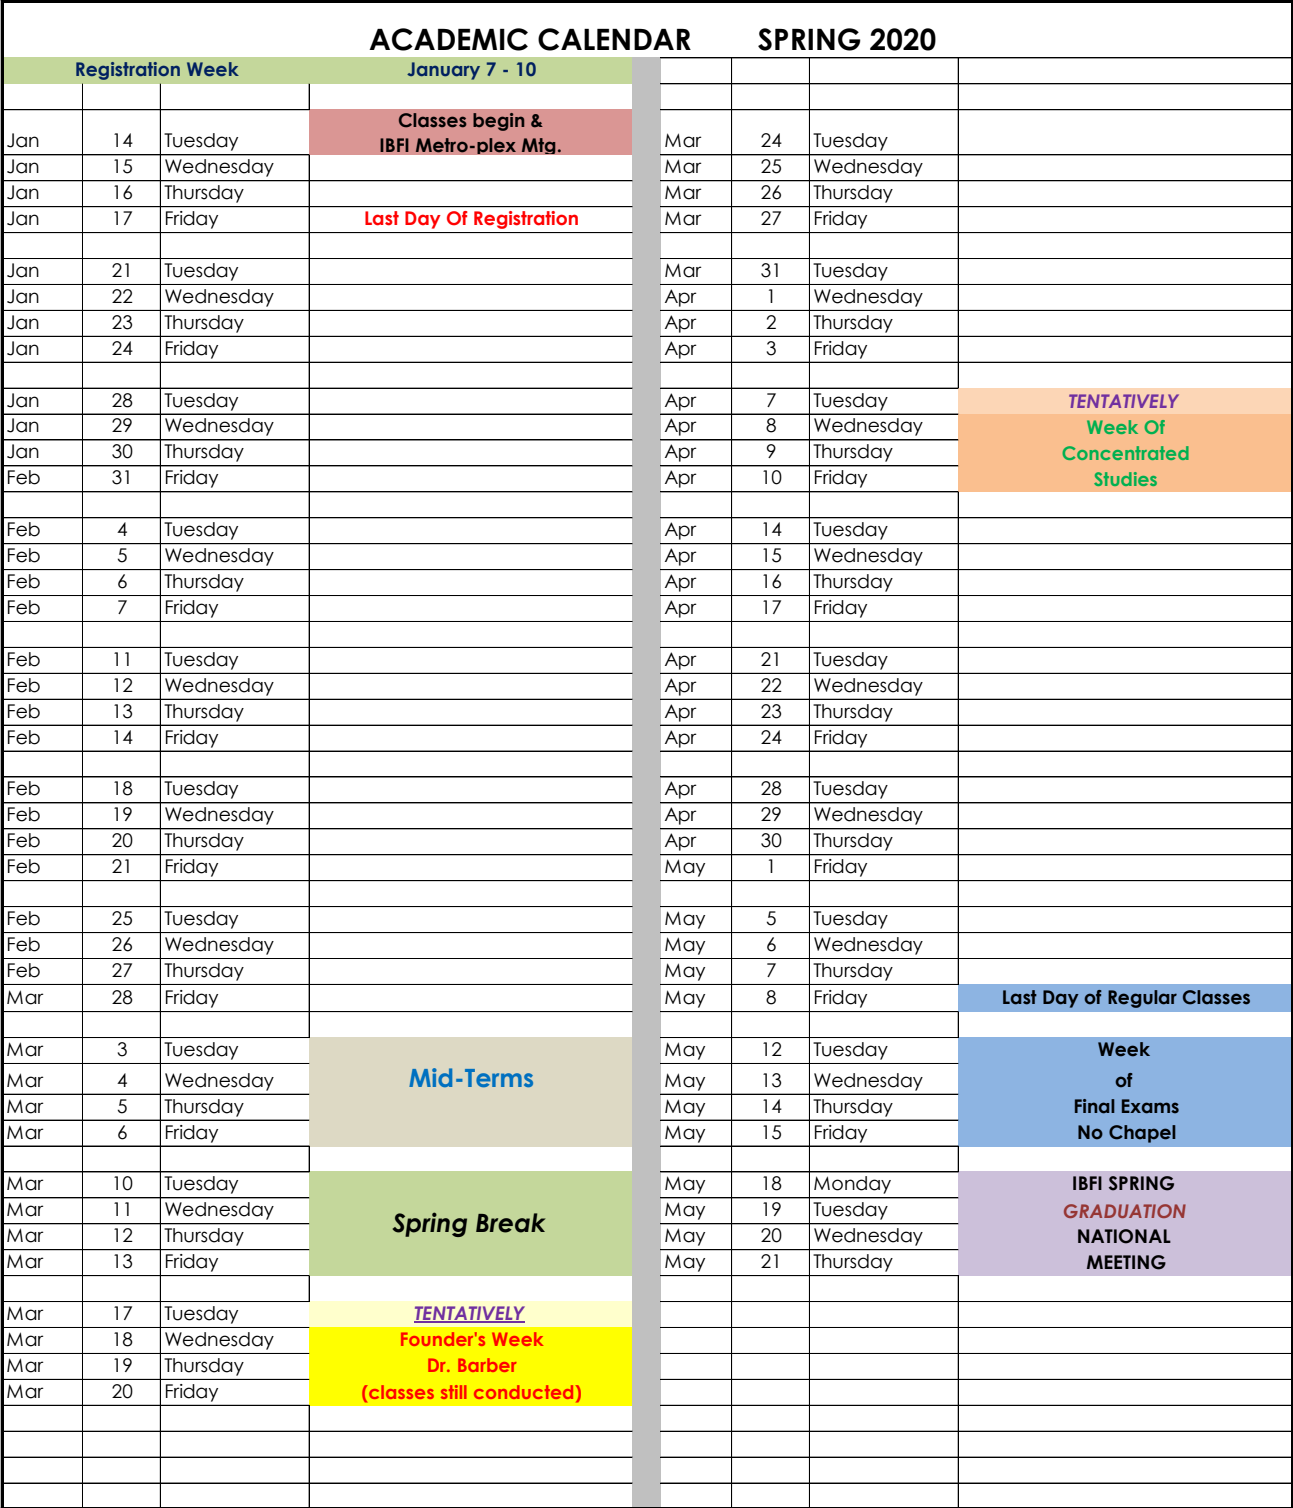 ACADEMIC CALENDAR SPRING 2020
Registration Week January 7 - 10
Classes begin &
Jan 14 Tuesday IBFI Metro-plex Mtg.
Jan 15 Wednesday
Jan 16 Thursday
Jan 17 Friday Last Day Of Registration
Jan 21 Tuesday
Jan 22 Wednesday
Jan 23 Thursday
Jan 24 Friday
Jan 28 Tuesday
Jan 29 Wednesday
Jan 30 Thursday
Feb 31 Friday
Feb 4 Tuesday
Feb 5 Wednesday
Feb 6 Thursday
Feb 7 Friday
Feb 11 Tuesday
Feb 12 Wednesday
Feb 13 Thursday
Feb 14 Friday
Feb 18 Tuesday
Feb 19 Wednesday
Feb 20 Thursday
Feb 21 Friday
Feb 25 Tuesday
Feb 26 Wednesday
Feb 27 Thursday
Mar 28 Friday
Mar 3 Tuesday
Mar 4 Wednesday Mid-Terms
Mar 5 Thursday
Mar 6 Friday
Mar 10 Tuesday
Mar 11 Wednesday
Spring Break
Mar 12 Thursday
Mar 13 Friday
Mar 17 Tuesday TENTATIVELY
Mar 18 Wednesday Founder's Week
Mar 19 Thursday Dr. Barber
Mar 20 Friday (classes still conducted)
Mar 24 Tuesday
Mar 25 Wednesday
Mar 26 Thursday
Mar 27 Friday
Mar 31 Tuesday
Apr 1 Wednesday
Apr 2 Thursday
Apr 3 Friday
Apr 7 Tuesday TENTATIVELY
Apr 8 Wednesday Week Of
Apr 9 Thursday Concentrated
Apr 10 Friday Studies
Apr 14 Tuesday
Apr 15 Wednesday
Apr 16 Thursday
Apr 17 Friday
Apr 21 Tuesday
Apr 22 Wednesday
Apr 23 Thursday
Apr 24 Friday
Apr 28 Tuesday
Apr 29 Wednesday
Apr 30 Thursday
May 1 Friday
May 5 Tuesday
May 6 Wednesday
May 7 Thursday
May 8 Friday Last Day of Regular Classes
May 12 Tuesday Week
May 13 Wednesday of
May 14 Thursday Final Exams
May 15 Friday No Chapel
May 18 Monday IBFI SPRING
May 19 Tuesday GRADUATION
May 20 Wednesday NATIONAL
May 21 Thursday MEETING